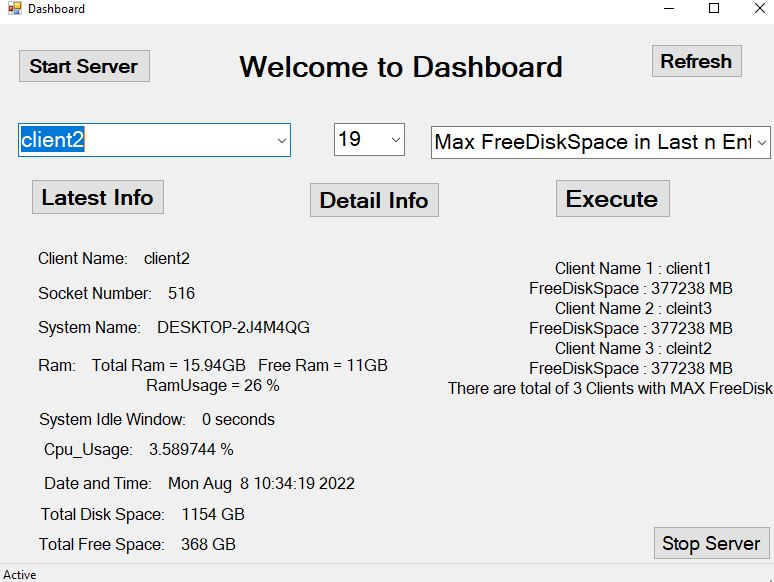 Dashboard
Start Server
Welcome to Dashboard
Refresh
client2
19
Max FreeDiskSpace in Last n Ent
Latest Info
Detail Info
Execute
Client Name: client2
Socket Number: 516
System Name: DESKTOP-2J4M4QG
Ram: Total Ram = 15.94GB Free Ram = 11GB
RamUsage = 26 %
System Idle Window: 0 seconds
Cpu_Usage: 3.589744 %
Date and Time: Mon Aug 8 10:34:19 2022
Total Disk Space: 1154 GB
Total Free Space: 368 GB
Client Name 1 : client1
FreeDiskSpace : 377238 MB
Client Name 2 : cleint3
FreeDiskSpace : 377238 MB
Client Name 3 : cleint2
FreeDiskSpace : 377238 MB
There are total of 3 Clients with MAX FreeDisk
Stop Server
Active